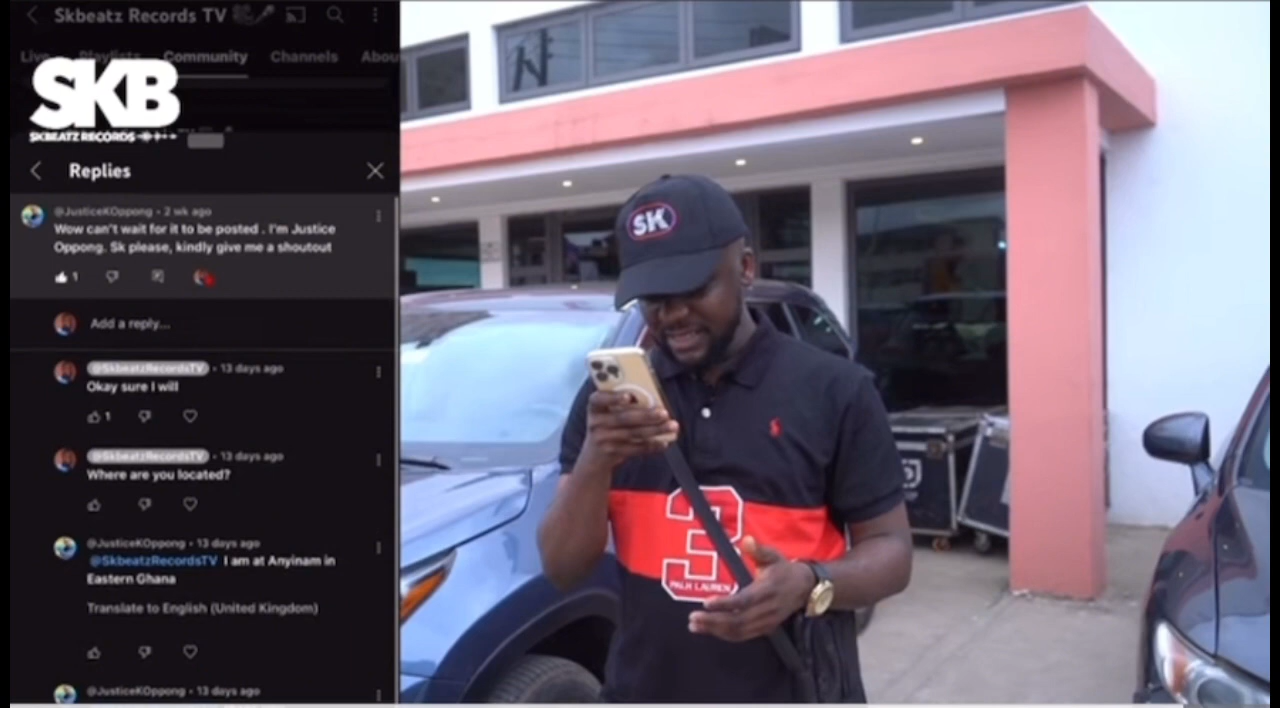 Skbeatz Records TV
Live Playlists Community Channels Abou
SKB
SKBEATZ RECORDS
Replies
@JusticeKOppong • 2 wk ago
Wow can't wait for it to be posted . I'm Justice
Oppong. Sk please, kindly give me a shoutout
1
Add a reply...
@SkbeatzRecordsTV • 13 days ago
Okay sure I will
1
@SkbeatzRecordsTV • 13 days ago
Where are you located?
@JusticeKOppong • 13 days ago
@SkbeatzRecordsTV I am at Anyinam in
Eastern Ghana
Translate to English (United Kingdom)
@JusticeKOppong • 13 days ago
SK
3